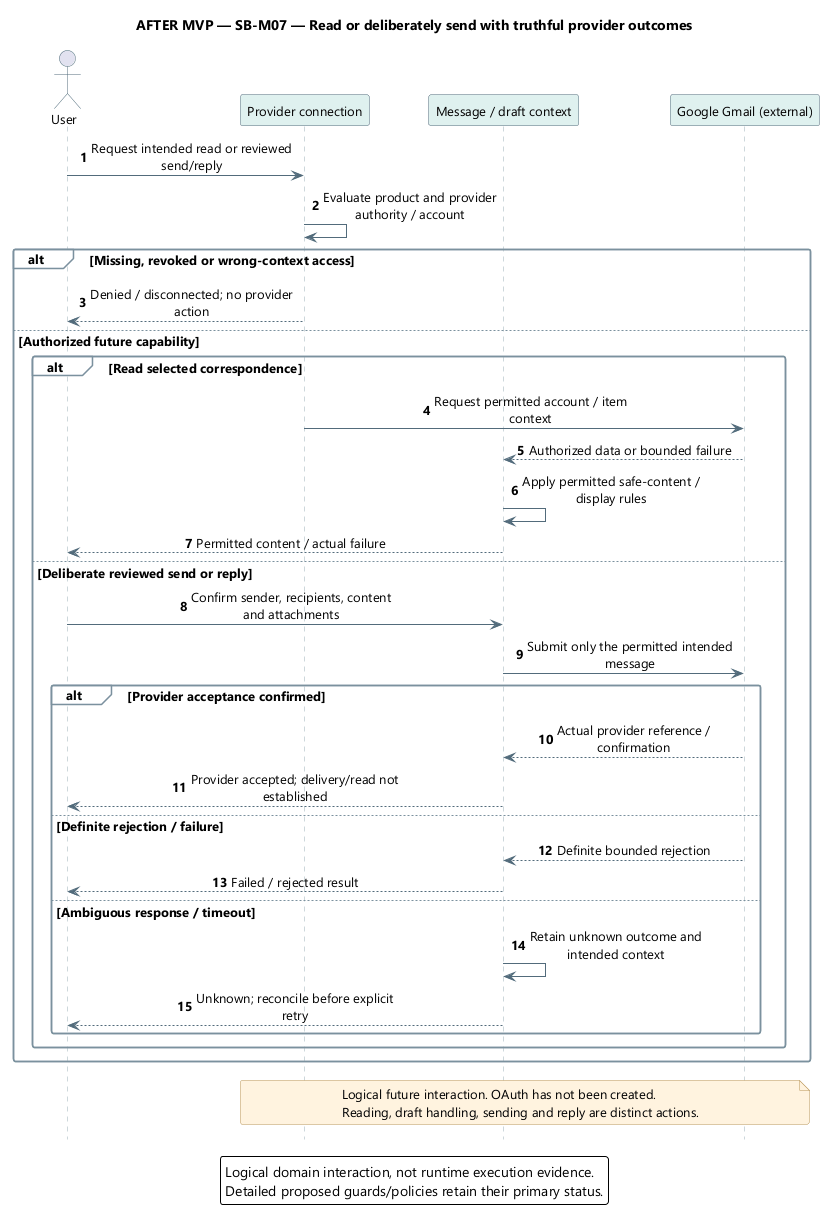 AFTER MVP — SB-M07 — Read or deliberately send with truthful provider outcomes
User
Provider connection
Message / draft context
Google Gmail (external)
1 Request intended read or reviewed
send/reply
2 Evaluate product and provider
authority / account
alt [Missing, revoked or wrong-context access]
3 Denied / disconnected; no provider
action
[Authorized future capability]
alt [Read selected correspondence]
4 Request permitted account / item
context
5 Authorized data or bounded failure
6 Apply permitted safe-content /
display rules
7 Permitted content / actual failure
[Deliberate reviewed send or reply]
8 Confirm sender, recipients, content
and attachments
9 Submit only the permitted intended
message
alt [Provider acceptance confirmed]
10 Actual provider reference /
confirmation
11 Provider accepted; delivery/read not
established
[Definite rejection / failure]
12 Definite bounded rejection
13 Failed / rejected result
[Ambiguous response / timeout]
14 Retain unknown outcome and
intended context
15 Unknown; reconcile before explicit
retry
Logical future interaction. OAuth has not been created.
Reading, draft handling, sending and reply are distinct actions.
Logical domain interaction, not runtime execution evidence.
Detailed proposed guards/policies retain their primary status.